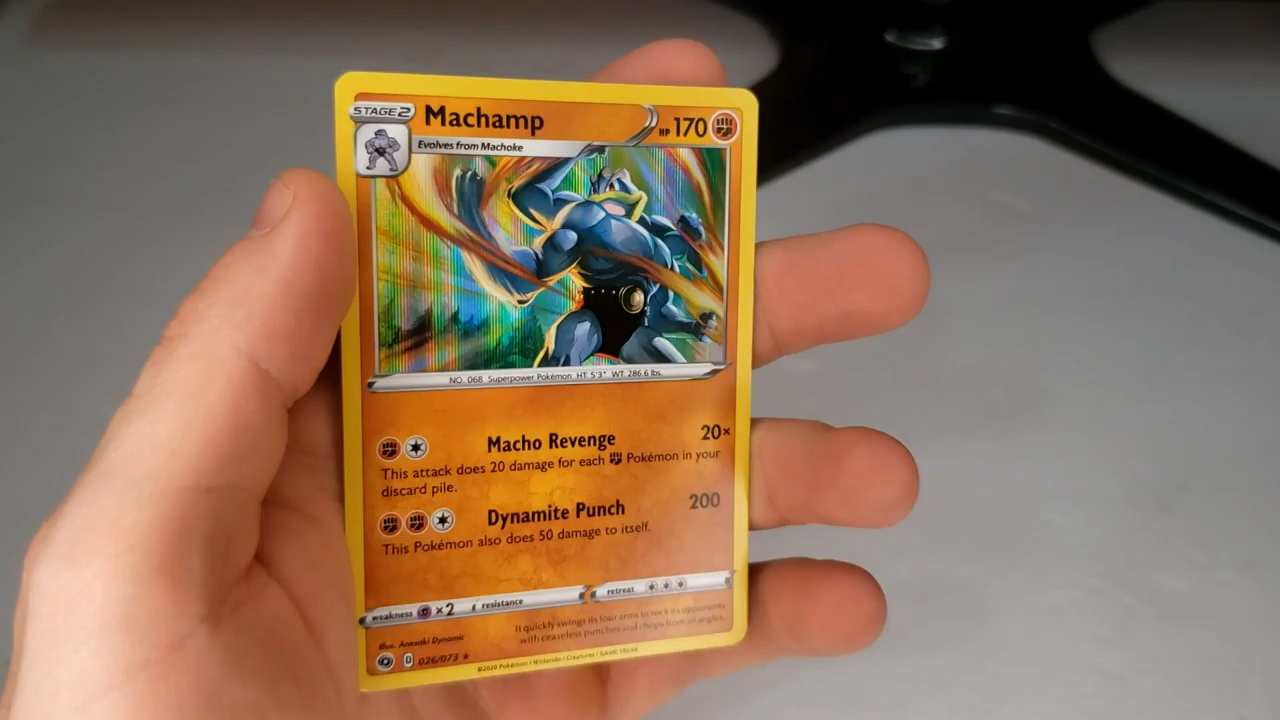 STAGE 2
Machamp
HP 170
Evolves from Machoke
NO. 068 Superpower Pokémon HT: 5'3" WT: 286.6 lbs.
Macho Revenge 20×
This attack does 20 damage for each Pokémon in your
discard pile.
Dynamite Punch 200
This Pokémon also does 50 damage to itself.
weakness ×2 resistance retreat
It quickly swings its four arms to rock its opponents
with ceaseless punches and chops from all angles.
Illus. Anesaki Dynamic
D 026/073 ★
©2020 Pokémon / Nintendo / Creatures / GAME FREAK